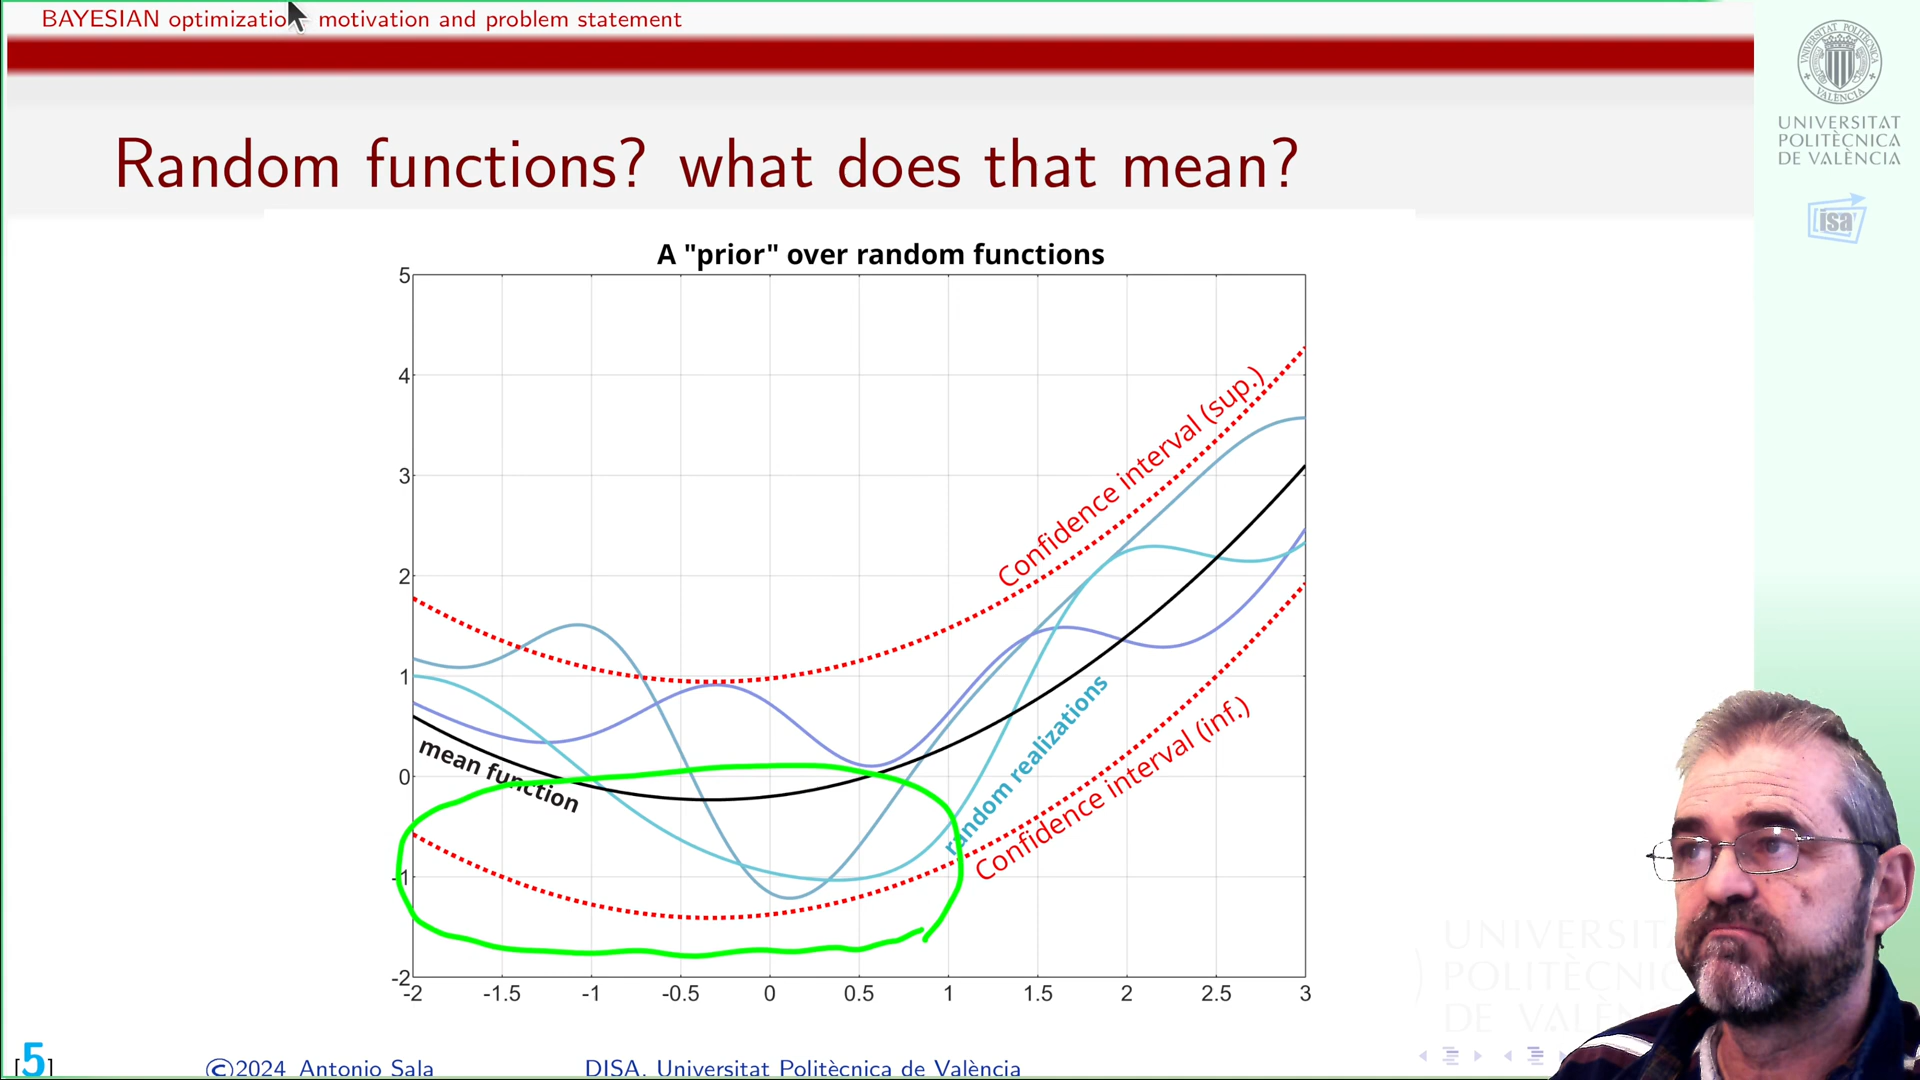 BAYESIAN optimization motivation and problem statement
UNIVERSITAT
POLITÈCNICA
DE VALÈNCIA
isa
Random functions? what does that mean?
A "prior" over random functions
5
4
3
2
1
0
-1
-2
Confidence interval (sup.)
mean function
random realizations
Confidence interval (inf.)
-2 -1.5 -1 -0.5 0 0.5 1 1.5 2 2.5 3
[5]
©2024 Antonio Sala
DISA. Universitat Politècnica de València